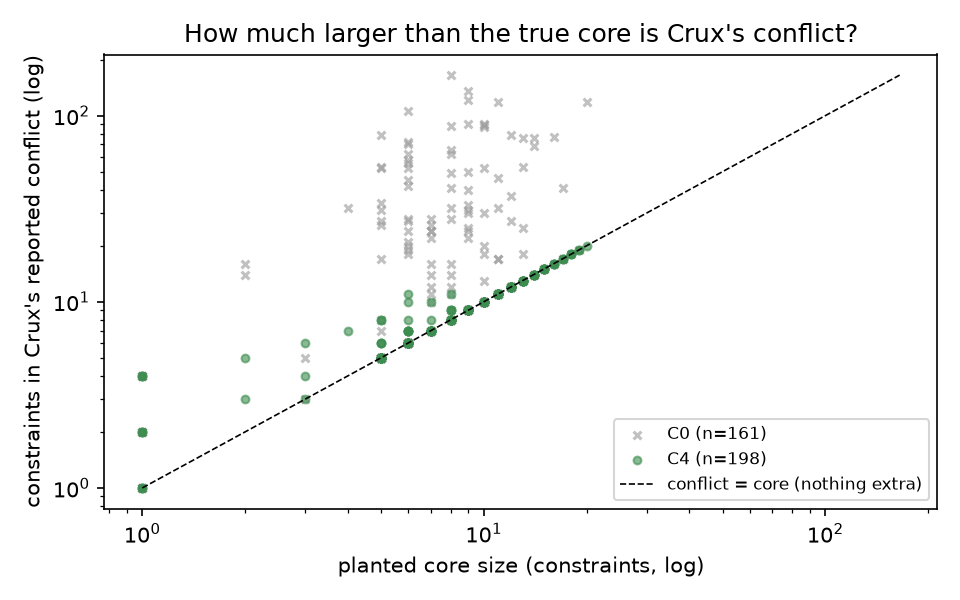 How much larger than the true core is Crux's conflict?
constraints in Crux's reported conflict (log)
10²
10¹
10⁰
C0 (n=161)
C4 (n=198)
conflict = core (nothing extra)
10⁰ 10¹ 10²
planted core size (constraints, log)